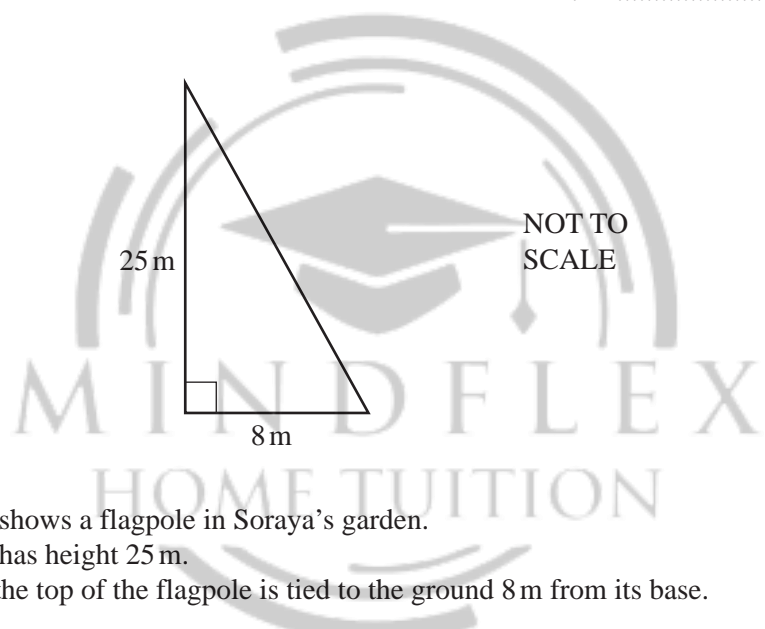 25 m
NOT TO
SCALE
8 m
MINDFLEX
HOME TUITION
shows a flagpole in Soraya’s garden.
has height 25 m.
the top of the flagpole is tied to the ground 8 m from its base.